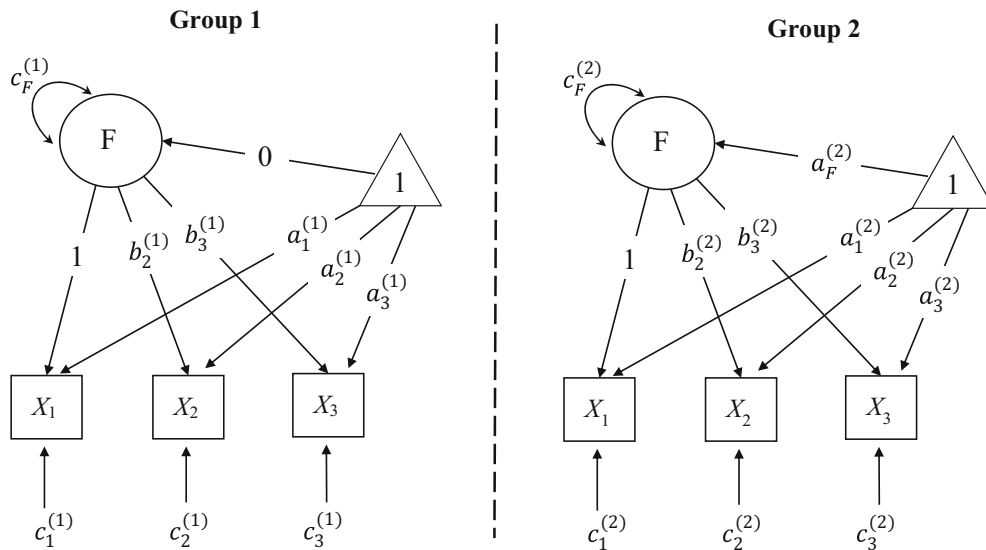 Group 1
c_F^(1)
F
0
1
1
b_2^(1)
b_3^(1)
a_1^(1)
a_2^(1)
a_3^(1)
X_1
X_2
X_3
c_1^(1)
c_2^(1)
c_3^(1)
Group 2
c_F^(2)
F
a_F^(2)
1
1
b_2^(2)
b_3^(2)
a_1^(2)
a_2^(2)
a_3^(2)
X_1
X_2
X_3
c_1^(2)
c_2^(2)
c_3^(2)